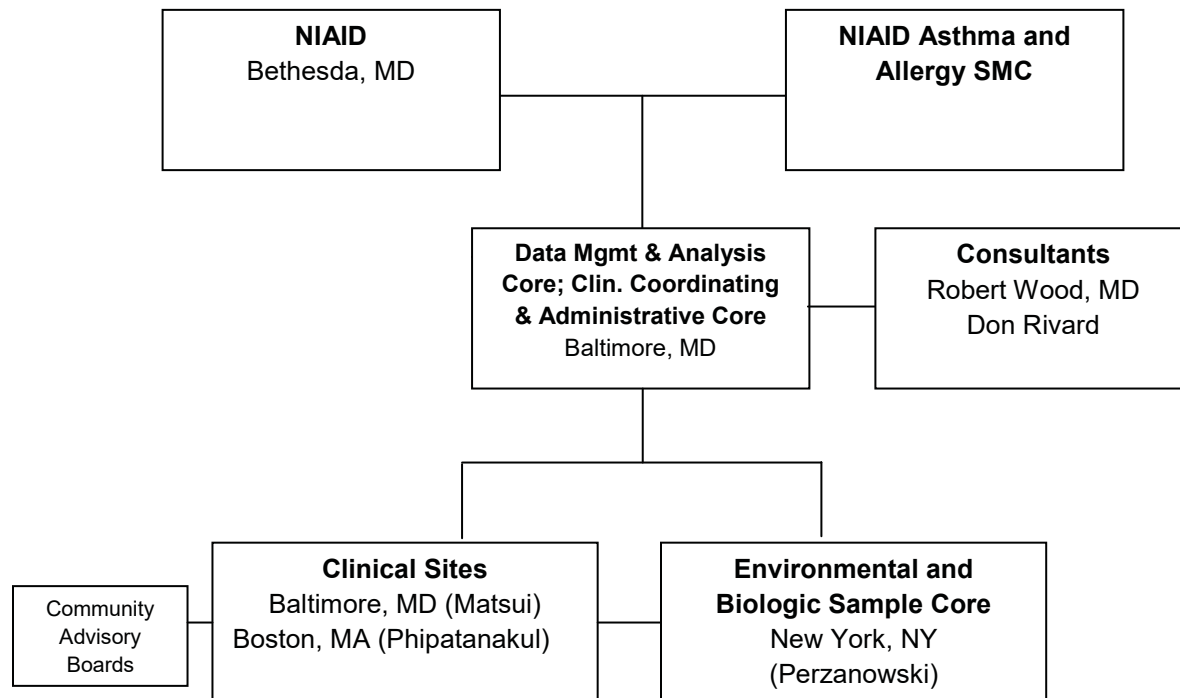 NIAID
Bethesda, MD
NIAID Asthma and
Allergy SMC
Data Mgmt & Analysis
Core; Clin. Coordinating
& Administrative Core
Baltimore, MD
Consultants
Robert Wood, MD
Don Rivard
Community
Advisory
Boards
Clinical Sites
Baltimore, MD (Matsui)
Boston, MA (Phipatanakul)
Environmental and
Biologic Sample Core
New York, NY
(Perzanowski)